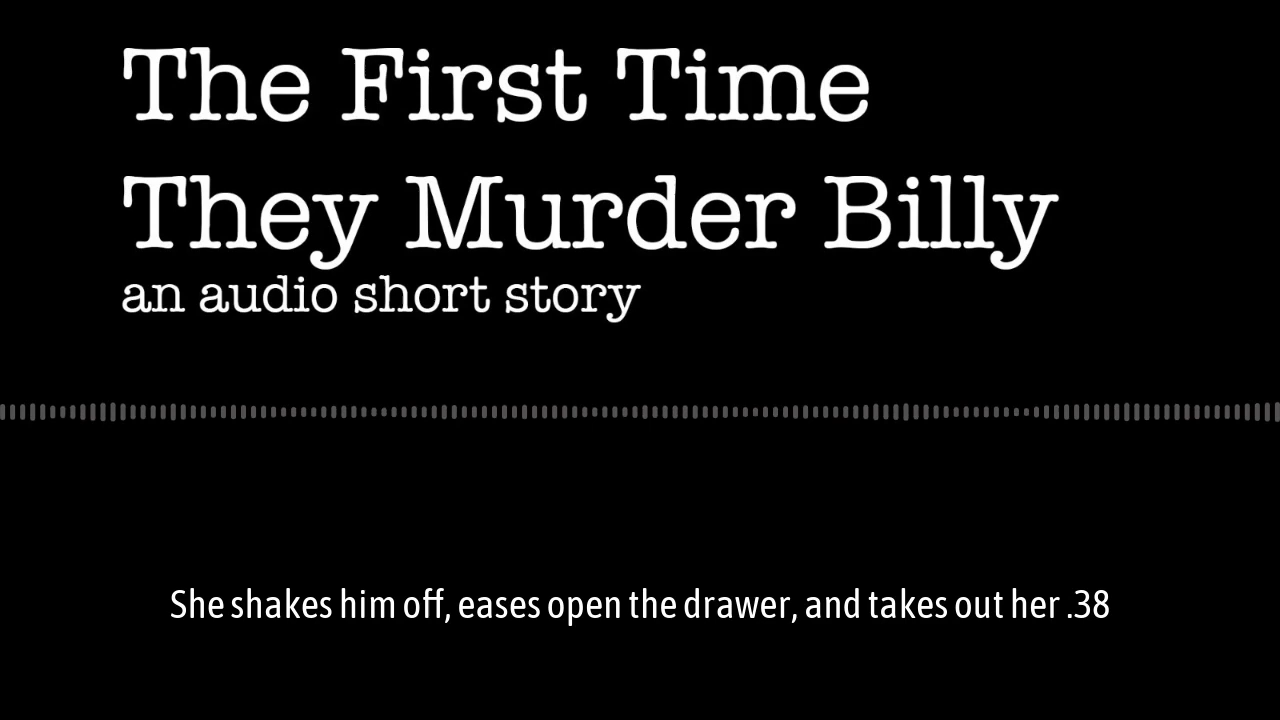 The First Time
They Murder Billy
an audio short story
She shakes him off, eases open the drawer, and takes out her .38